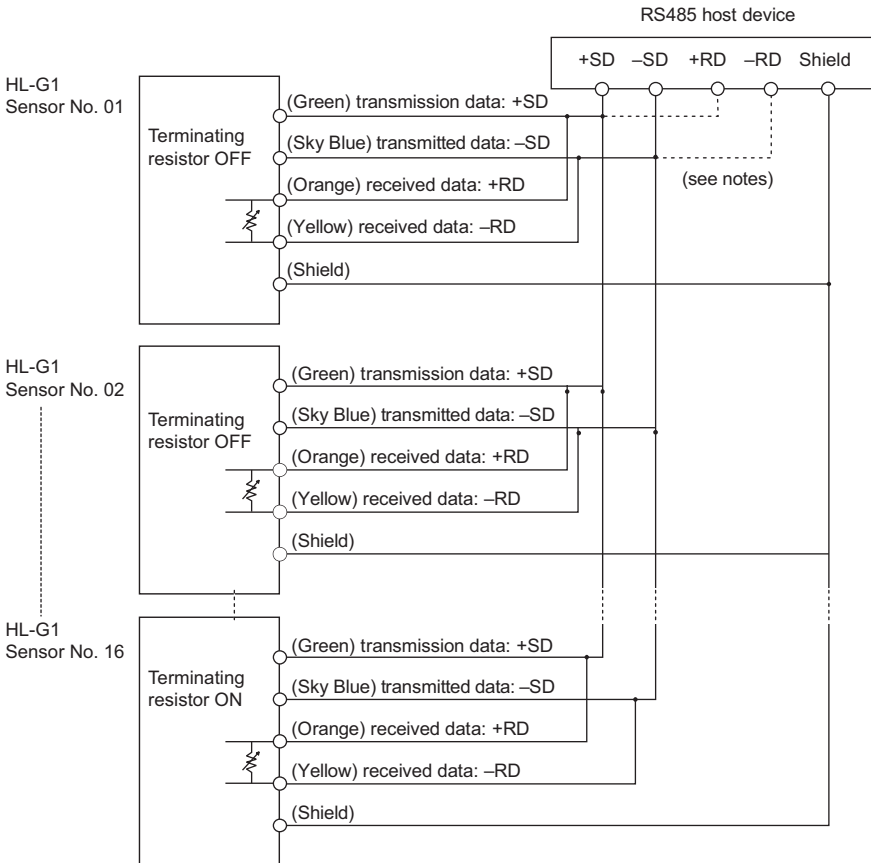 RS485 host device
+SD –SD +RD –RD Shield
HL-G1
Sensor No. 01
Terminating
resistor OFF
(Green) transmission data: +SD
(Sky Blue) transmitted data: –SD
(Orange) received data: +RD
(Yellow) received data: –RD
(Shield)
(see notes)
HL-G1
Sensor No. 02
Terminating
resistor OFF
(Green) transmission data: +SD
(Sky Blue) transmitted data: –SD
(Orange) received data: +RD
(Yellow) received data: –RD
(Shield)
HL-G1
Sensor No. 16
Terminating
resistor ON
(Green) transmission data: +SD
(Sky Blue) transmitted data: –SD
(Orange) received data: +RD
(Yellow) received data: –RD
(Shield)